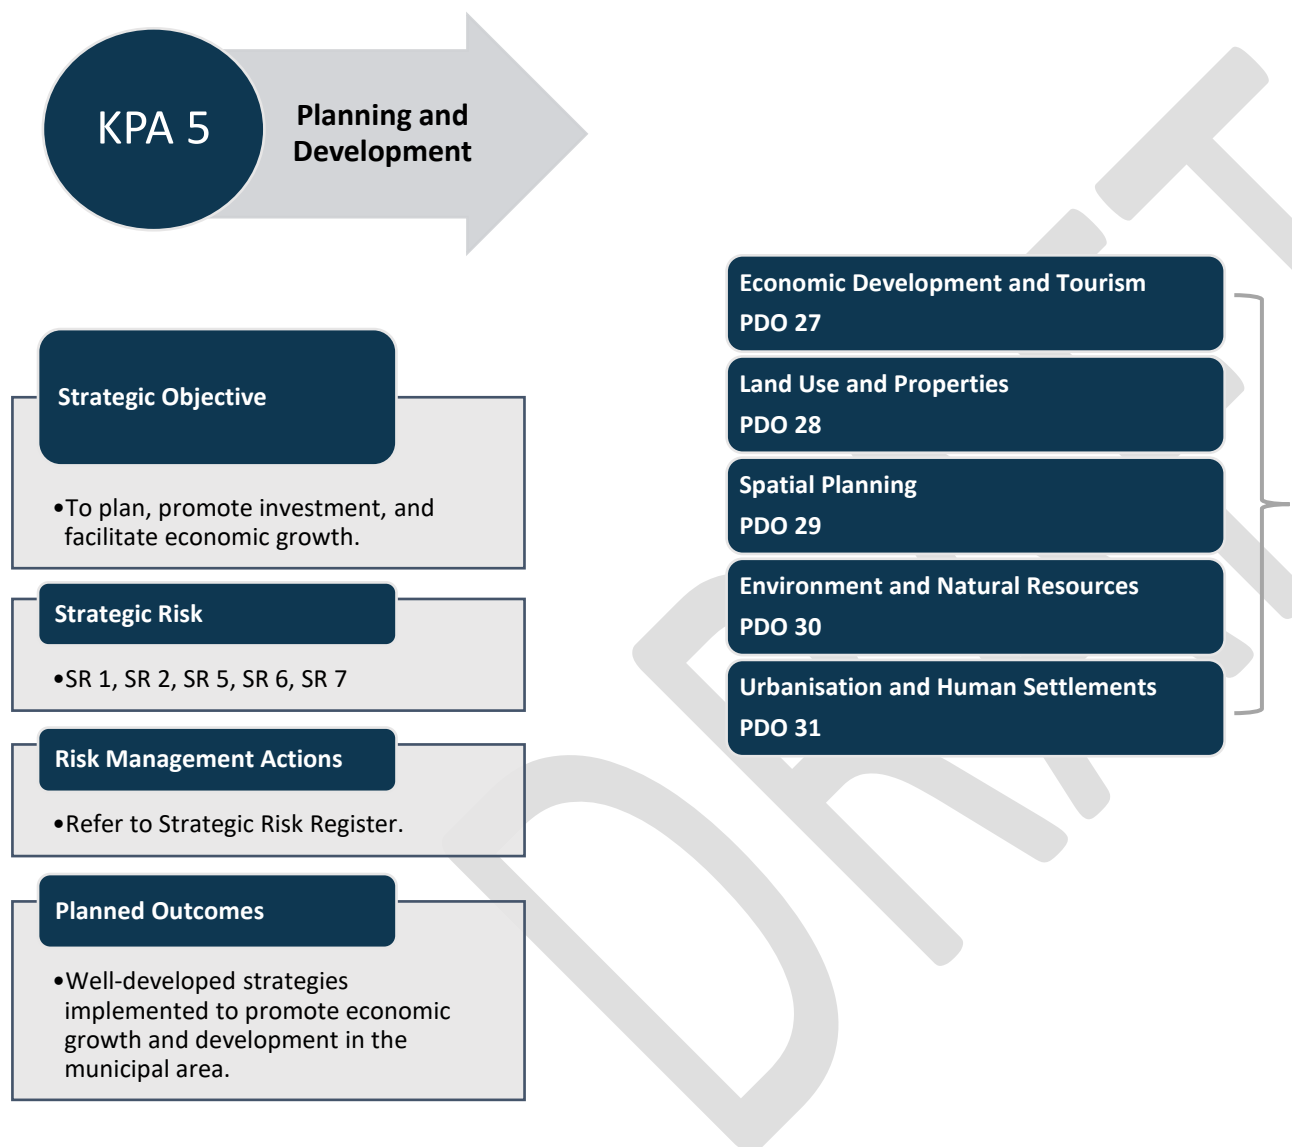 KPA 5
Planning and
Development
Strategic Objective
•To plan, promote investment, and
facilitate economic growth.
Strategic Risk
•SR 1, SR 2, SR 5, SR 6, SR 7
Risk Management Actions
•Refer to Strategic Risk Register.
Planned Outcomes
•Well-developed strategies
implemented to promote economic
growth and development in the
municipal area.
Economic Development and Tourism
PDO 27
Land Use and Properties
PDO 28
Spatial Planning
PDO 29
Environment and Natural Resources
PDO 30
Urbanisation and Human Settlements
PDO 31
DRAFT